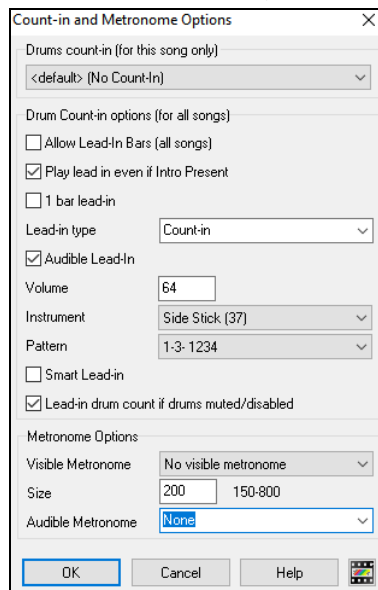 Count-in and Metronome Options
Drums count-in (for this song only)
<default> (No Count-In)
Drum Count-in options (for all songs)
Allow Lead-In Bars (all songs)
Play lead in even if Intro Present
1 bar lead-in
Lead-in type Count-in
Audible Lead-In
Volume 64
Instrument Side Stick (37)
Pattern 1-3- 1234
Smart Lead-in
Lead-in drum count if drums muted/disabled
Metronome Options
Visible Metronome No visible metronome
Size 200 150-800
Audible Metronome None
OK Cancel Help